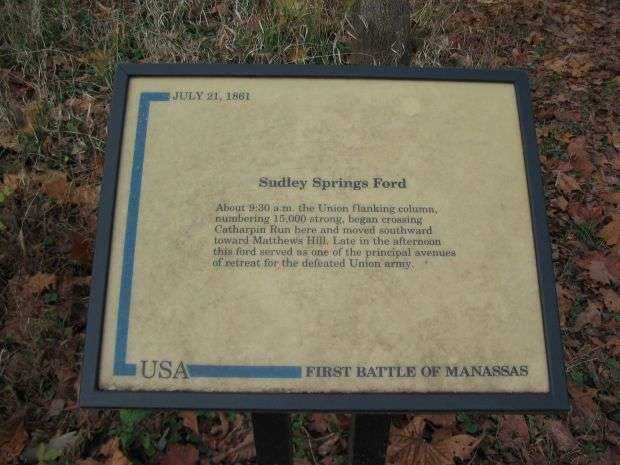 JULY 21, 1861
Sudley Springs Ford
About 9:30 a.m. the Union flanking column,
numbering 15,000 strong, began crossing
Catharpin Run here and moved southward
toward Matthews Hill. Late in the afternoon
this ford served as one of the principal avenues
of retreat for the defeated Union army.
USA
FIRST BATTLE OF MANASSAS